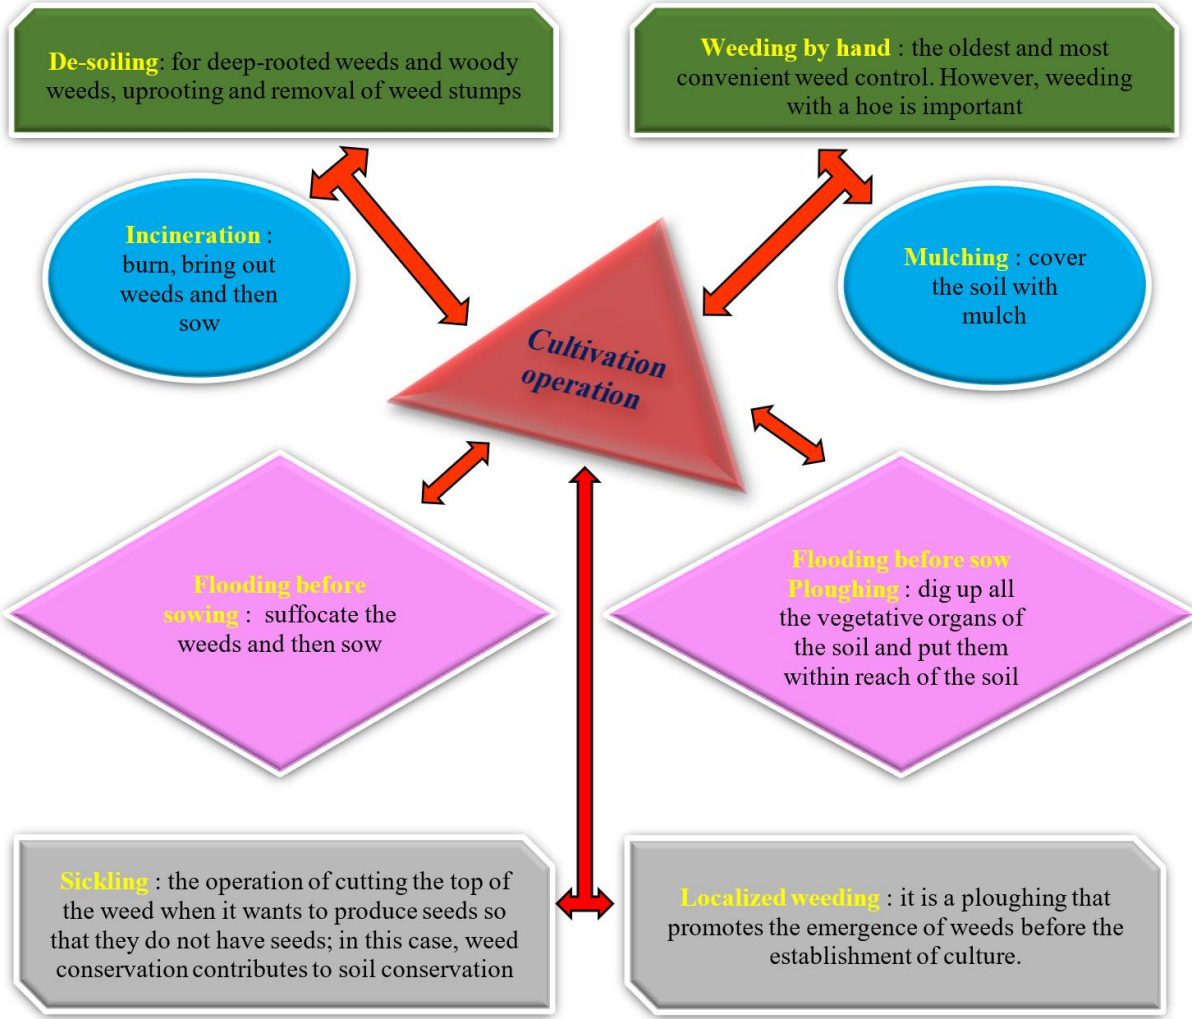 De-soiling: for deep-rooted weeds and woody
weeds, uprooting and removal of weed stumps
Weeding by hand : the oldest and most
convenient weed control. However, weeding
with a hoe is important
Incineration :
burn, bring out
weeds and then
sow
Mulching : cover
the soil with
mulch
Cultivation
operation
Flooding before
sowing : suffocate the
weeds and then sow
Flooding before sow
Ploughing : dig up all
the vegetative organs of
the soil and put them
within reach of the soil
Sickling : the operation of cutting the top of
the weed when it wants to produce seeds so
that they do not have seeds; in this case, weed
conservation contributes to soil conservation
Localized weeding : it is a ploughing that
promotes the emergence of weeds before the
establishment of culture.